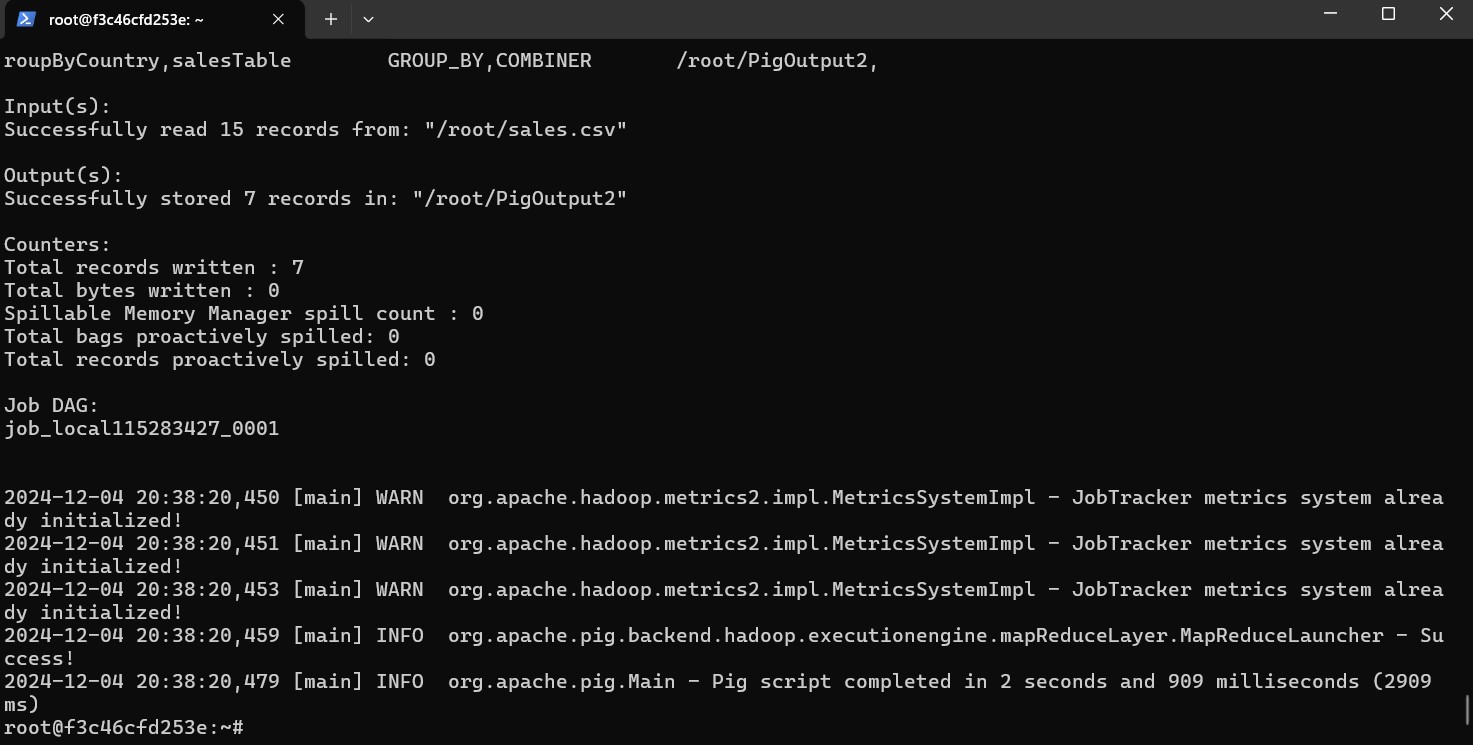 root@f3c46cfd253e: ~
roupByCountry,salesTable        GROUP_BY,COMBINER       /root/PigOutput2,
Input(s):
Successfully read 15 records from: "/root/sales.csv"
Output(s):
Successfully stored 7 records in: "/root/PigOutput2"
Counters:
Total records written : 7
Total bytes written : 0
Spillable Memory Manager spill count : 0
Total bags proactively spilled: 0
Total records proactively spilled: 0
Job DAG:
job_local115283427_0001
2024-12-04 20:38:20,450 [main] WARN  org.apache.hadoop.metrics2.impl.MetricsSystemImpl - JobTracker metrics system alrea
dy initialized!
2024-12-04 20:38:20,451 [main] WARN  org.apache.hadoop.metrics2.impl.MetricsSystemImpl - JobTracker metrics system alrea
dy initialized!
2024-12-04 20:38:20,453 [main] WARN  org.apache.hadoop.metrics2.impl.MetricsSystemImpl - JobTracker metrics system alrea
dy initialized!
2024-12-04 20:38:20,459 [main] INFO  org.apache.pig.backend.hadoop.executionengine.mapReduceLayer.MapReduceLauncher - Su
ccess!
2024-12-04 20:38:20,479 [main] INFO  org.apache.pig.Main - Pig script completed in 2 seconds and 909 milliseconds (2909
ms)
root@f3c46cfd253e:~#